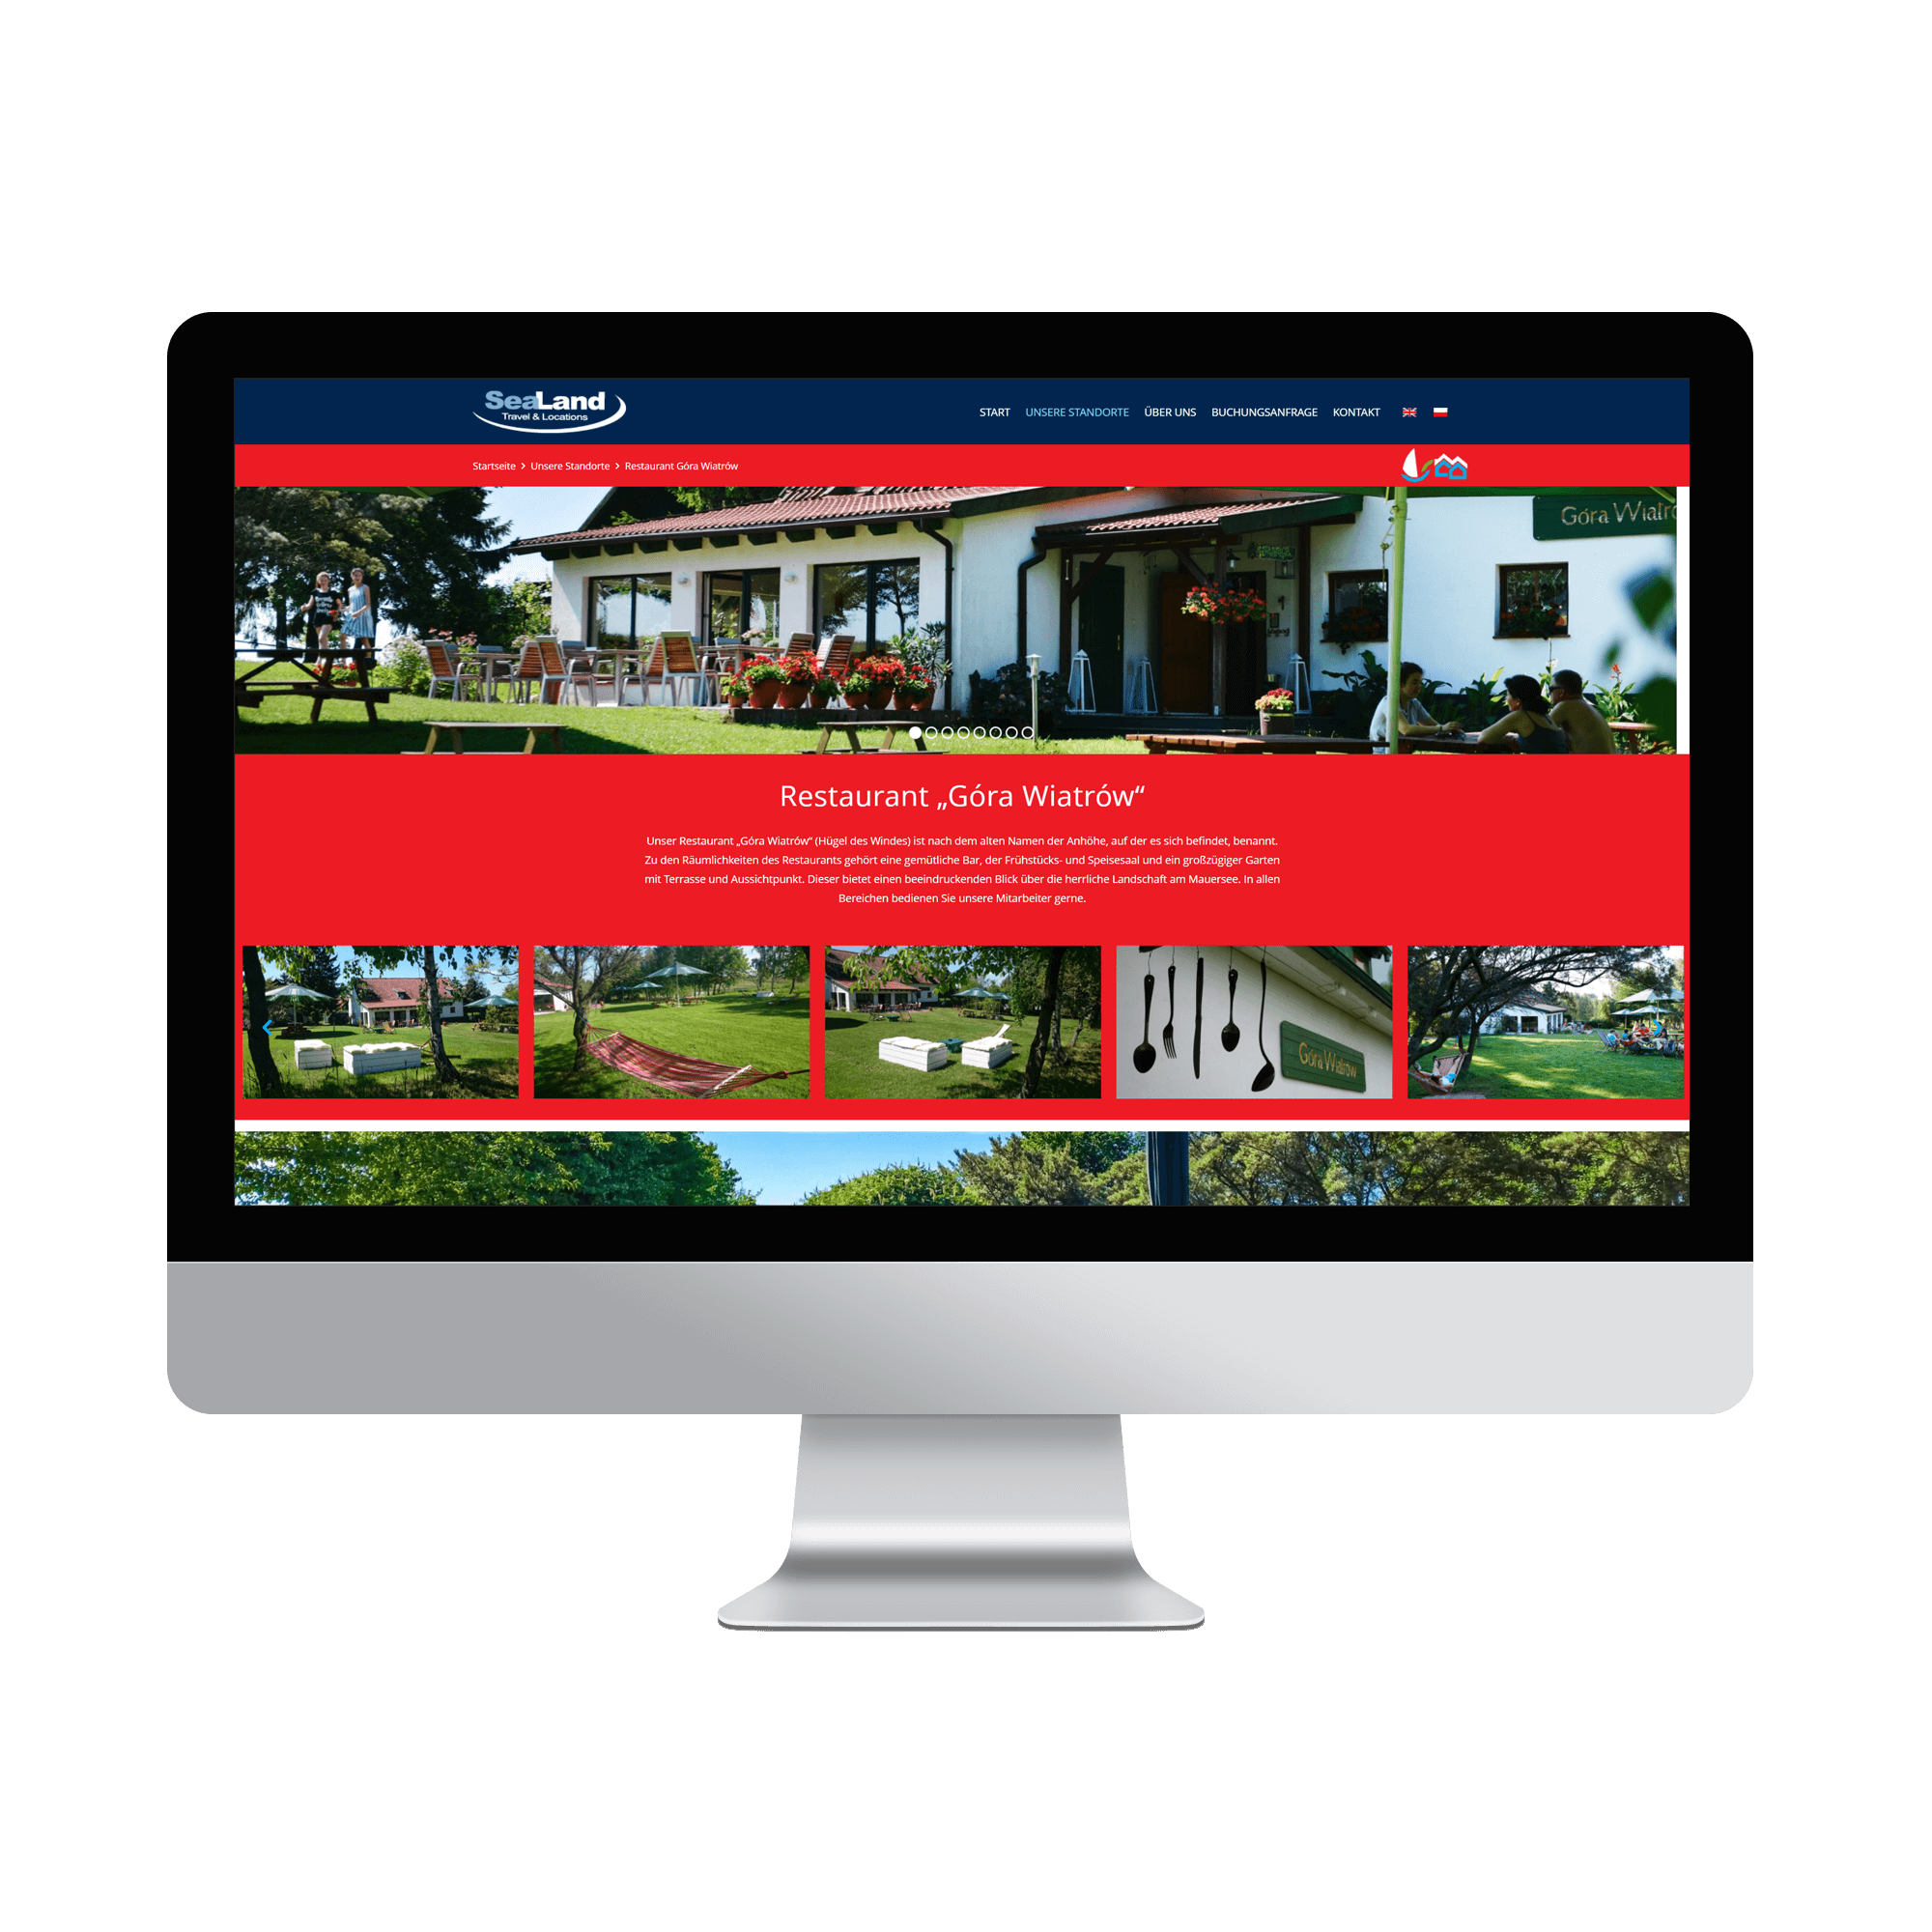 SeaLand
Travel & Locations
START UNSERE STANDORTE ÜBER UNS BUCHUNGSANFRAGE KONTAKT
Startseite > Unsere Standorte > Restaurant Góra Wiatrów
Góra Wiatró
Restaurant „Góra Wiatrów“
Unser Restaurant „Góra Wiatrów“ (Hügel des Windes) ist nach dem alten Namen der Anhöhe, auf der es sich befindet, benannt.
Zu den Räumlichkeiten des Restaurants gehört eine gemütliche Bar, der Frühstücks- und Speisesaal und ein großzügiger Garten
mit Terrasse und Aussichtpunkt. Dieser bietet einen beeindruckenden Blick über die herrliche Landschaft am Mauersee. In allen
Bereichen bedienen Sie unsere Mitarbeiter gerne.
Góra Wiatrów